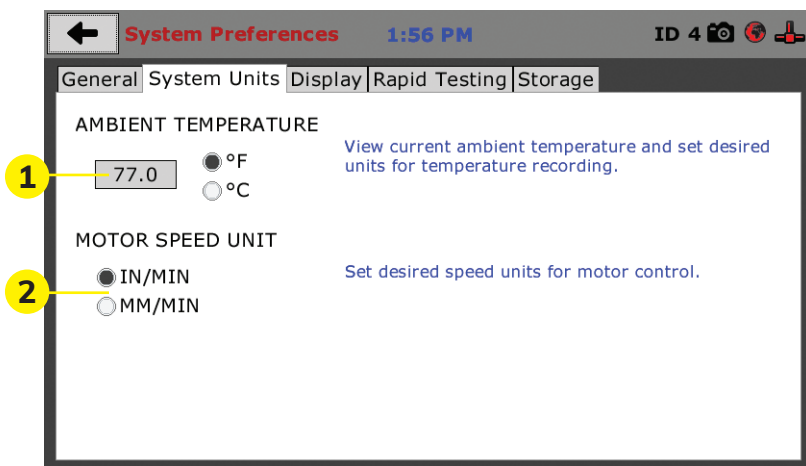 System Preferences 1:56 PM ID 4
General System Units Display Rapid Testing Storage
AMBIENT TEMPERATURE
View current ambient temperature and set desired
units for temperature recording.
1
77.0
°F
°C
MOTOR SPEED UNIT
2
IN/MIN
MM/MIN
Set desired speed units for motor control.